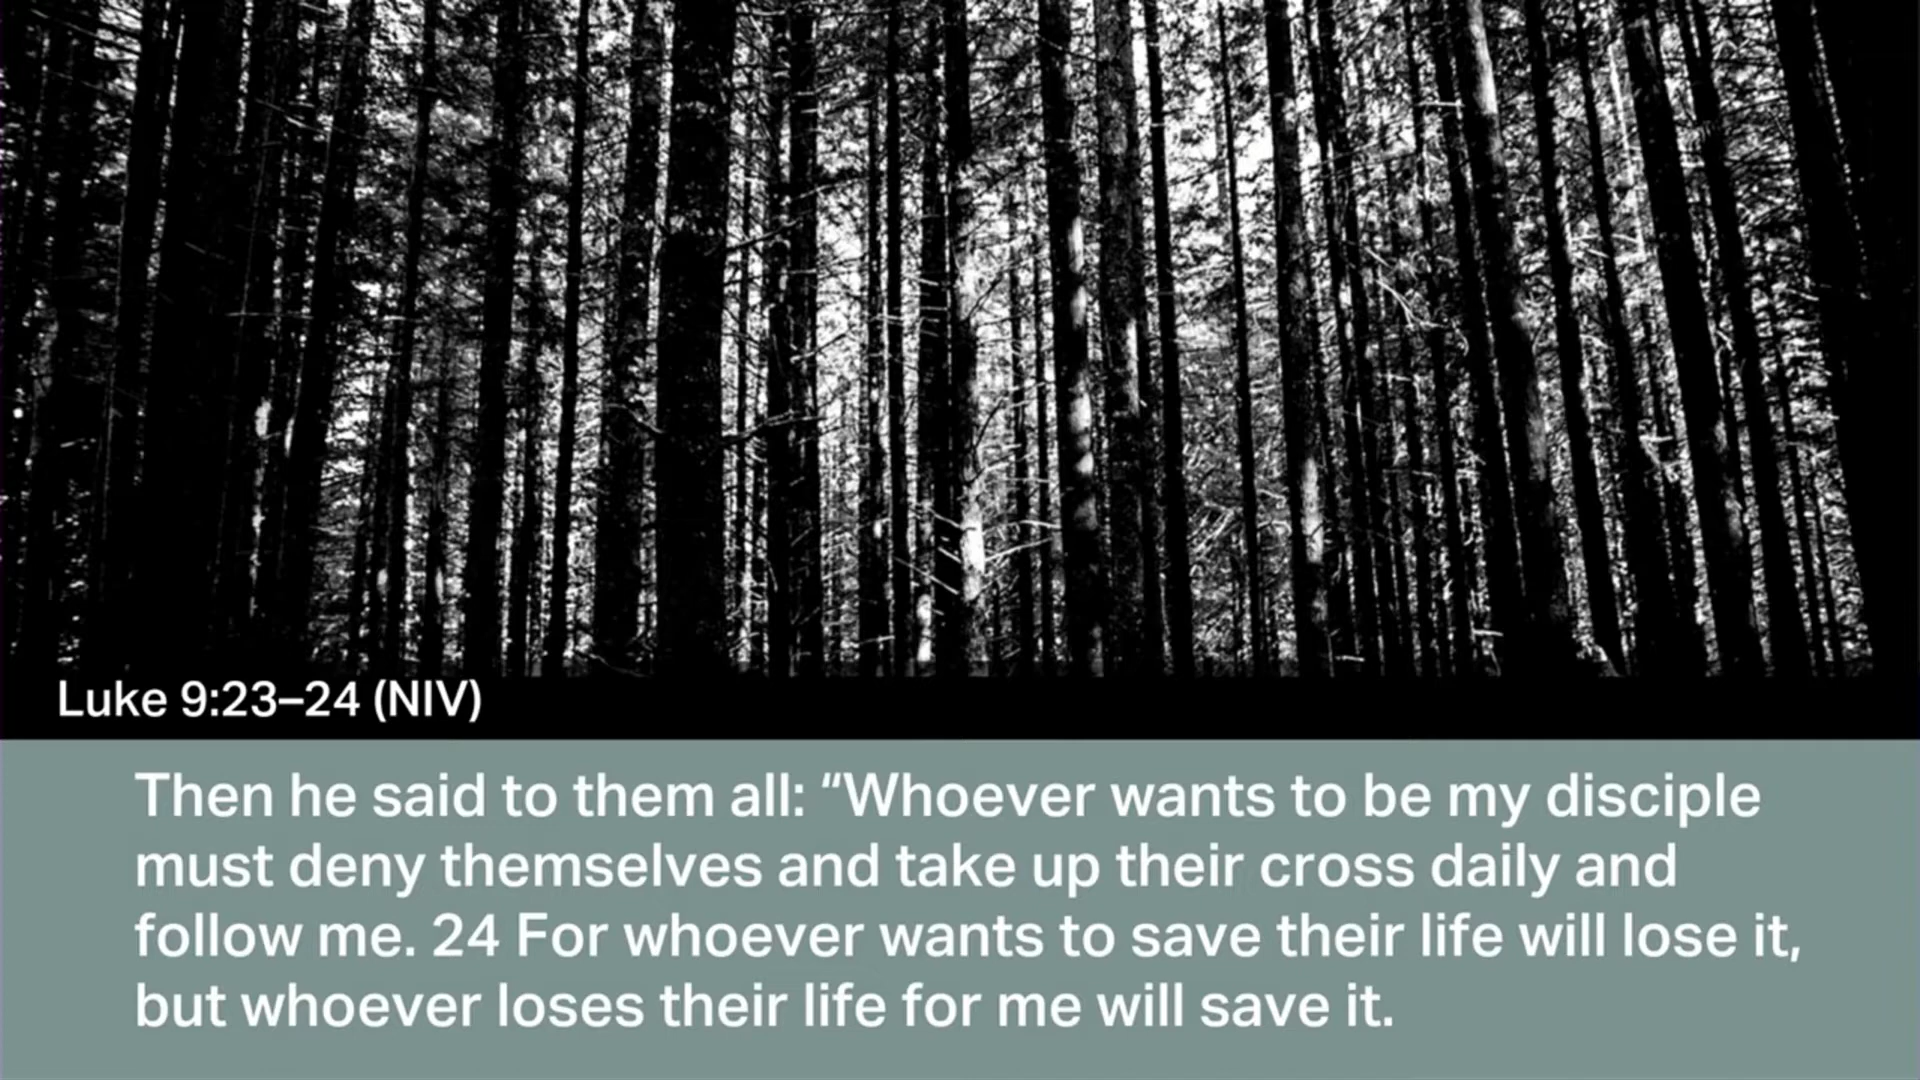 Luke 9:23–24 (NIV)
Then he said to them all: “Whoever wants to be my disciple
must deny themselves and take up their cross daily and
follow me. 24 For whoever wants to save their life will lose it,
but whoever loses their life for me will save it.